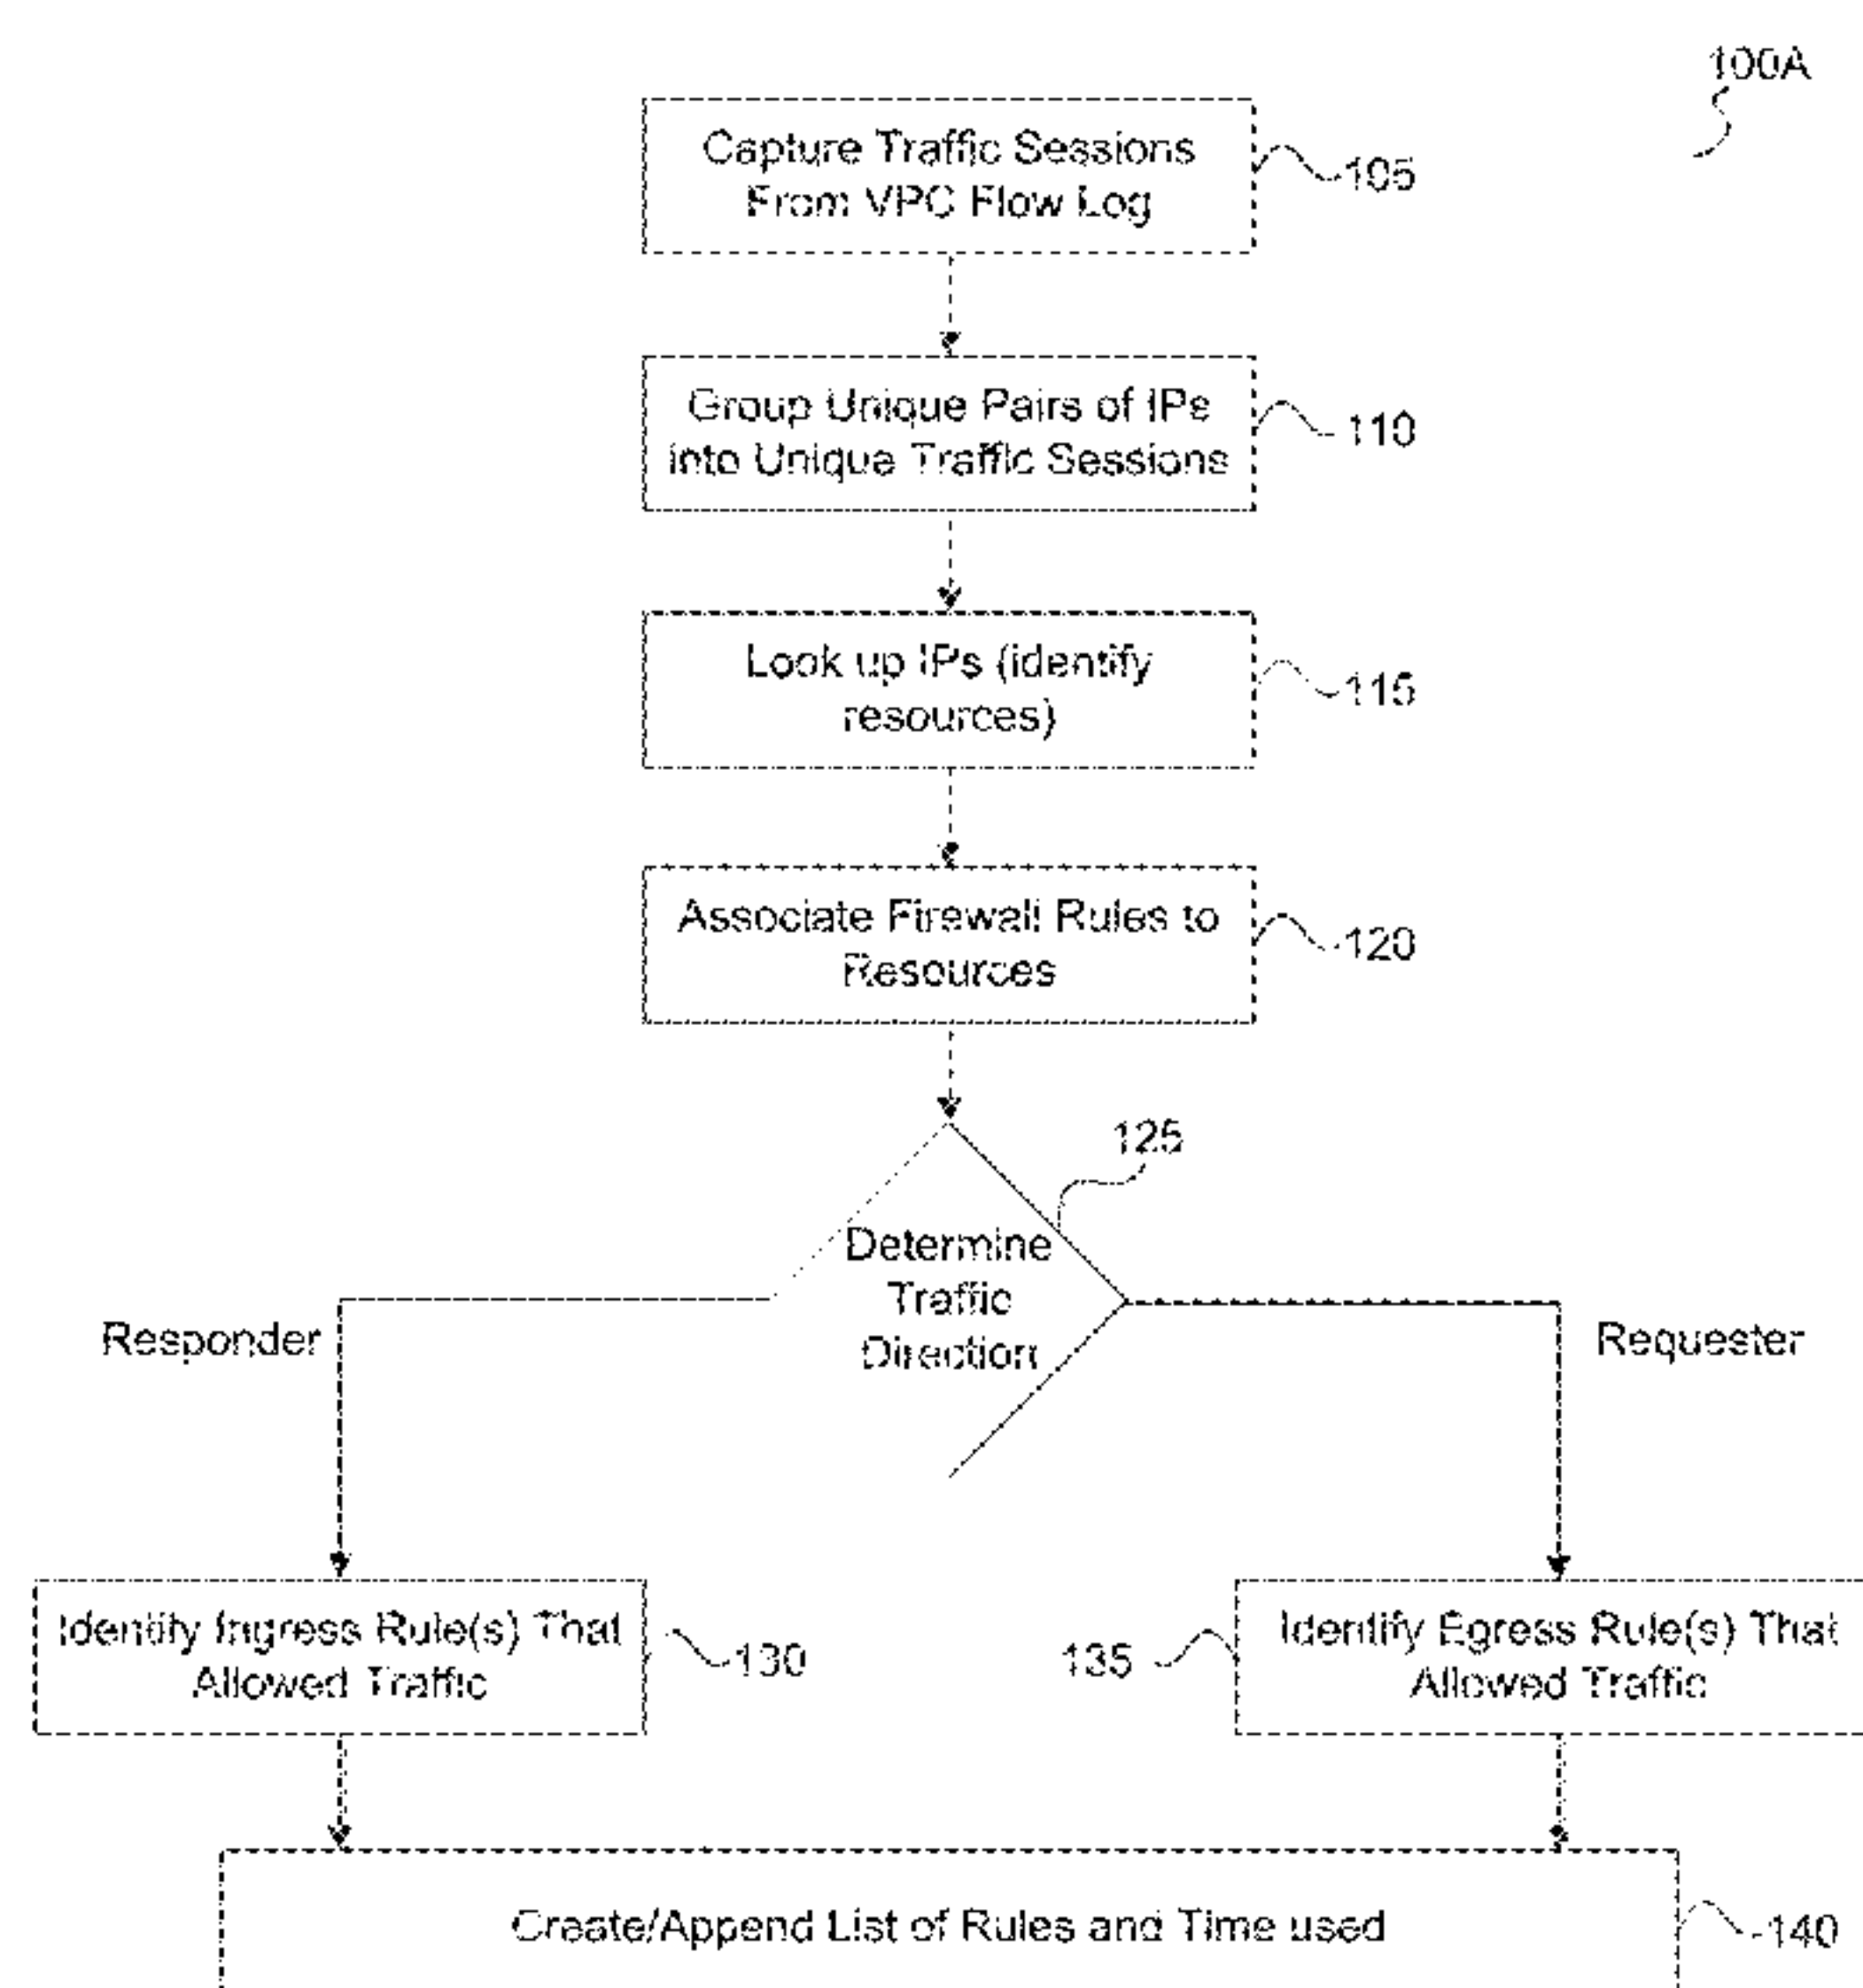 100A
Capture Traffic Sessions
From VPC Flow Log
105
Group Unique Pairs of IPs
into Unique Traffic Sessions
110
Look up IPs (identify
resources)
115
Associate Firewall Rules to
Resources
120
125
Determine
Traffic
Direction
Responder
Requester
Identify Ingress Rule(s) That
Allowed Traffic
130
135
Identify Egress Rule(s) That
Allowed Traffic
Create/Append List of Rules and Time used
140